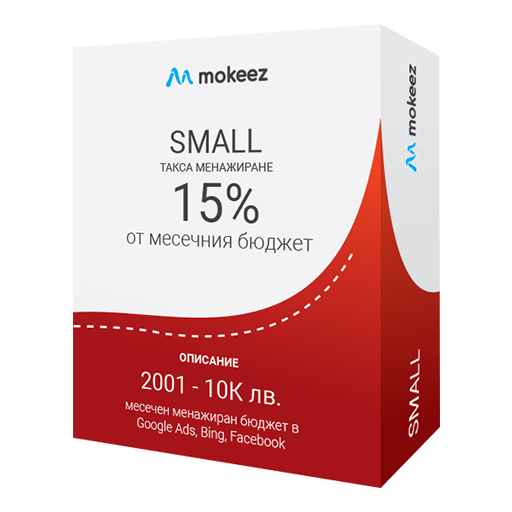 mokeez
SMALL
ТАКСА МЕНАЖИРАНЕ
15%
от месечния бюджет
ОПИСАНИЕ
2001 - 10К лв.
месечен менажиран бюджет в
Google Ads, Bing, Facebook
mokeez
SMALL